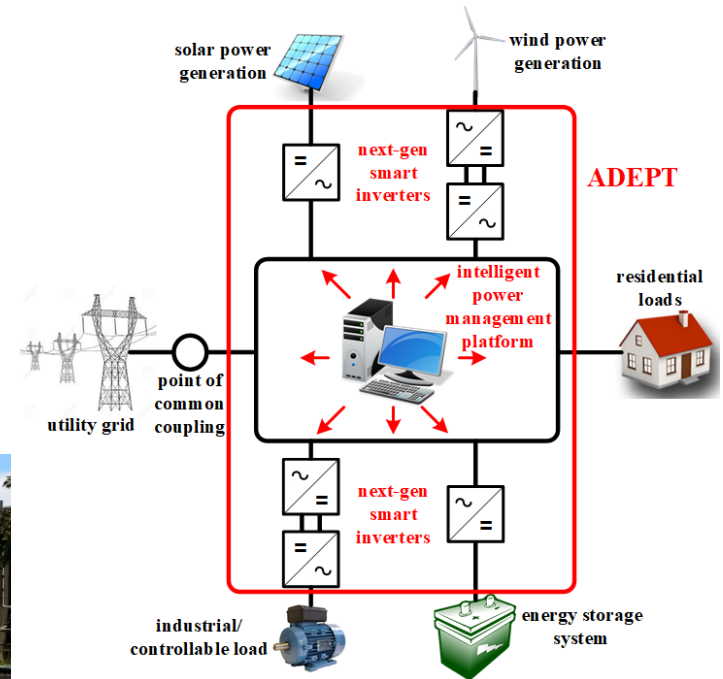 solar power
generation
wind power
generation
next-gen
smart
inverters
ADEPT
intelligent
power
management
platform
residential
loads
point of
common
coupling
utility grid
next-gen
smart
inverters
industrial/
controllable load
energy storage
system